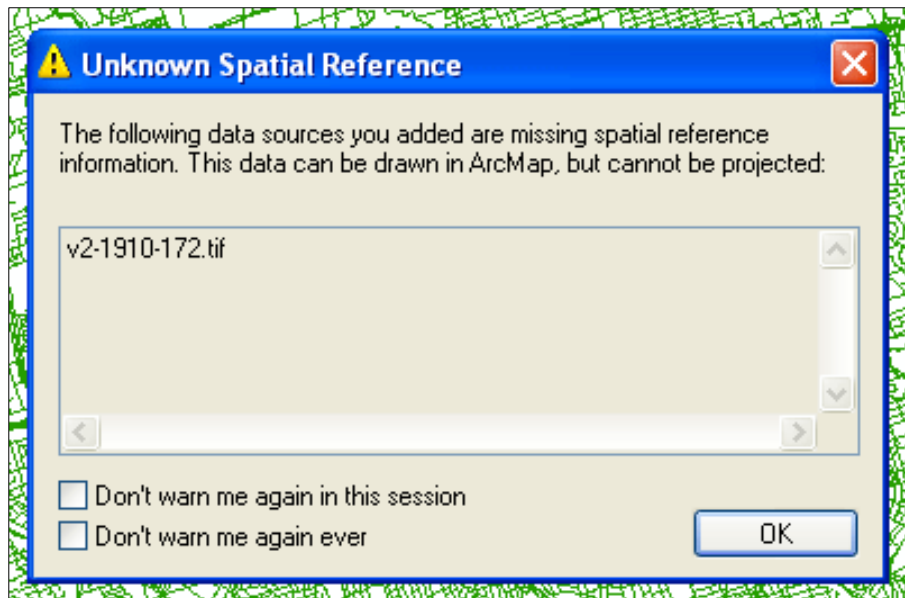 Unknown Spatial Reference
The following data sources you added are missing spatial reference
information. This data can be drawn in ArcMap, but cannot be projected:
v2-1910-172.tif
Don't warn me again in this session
Don't warn me again ever
OK